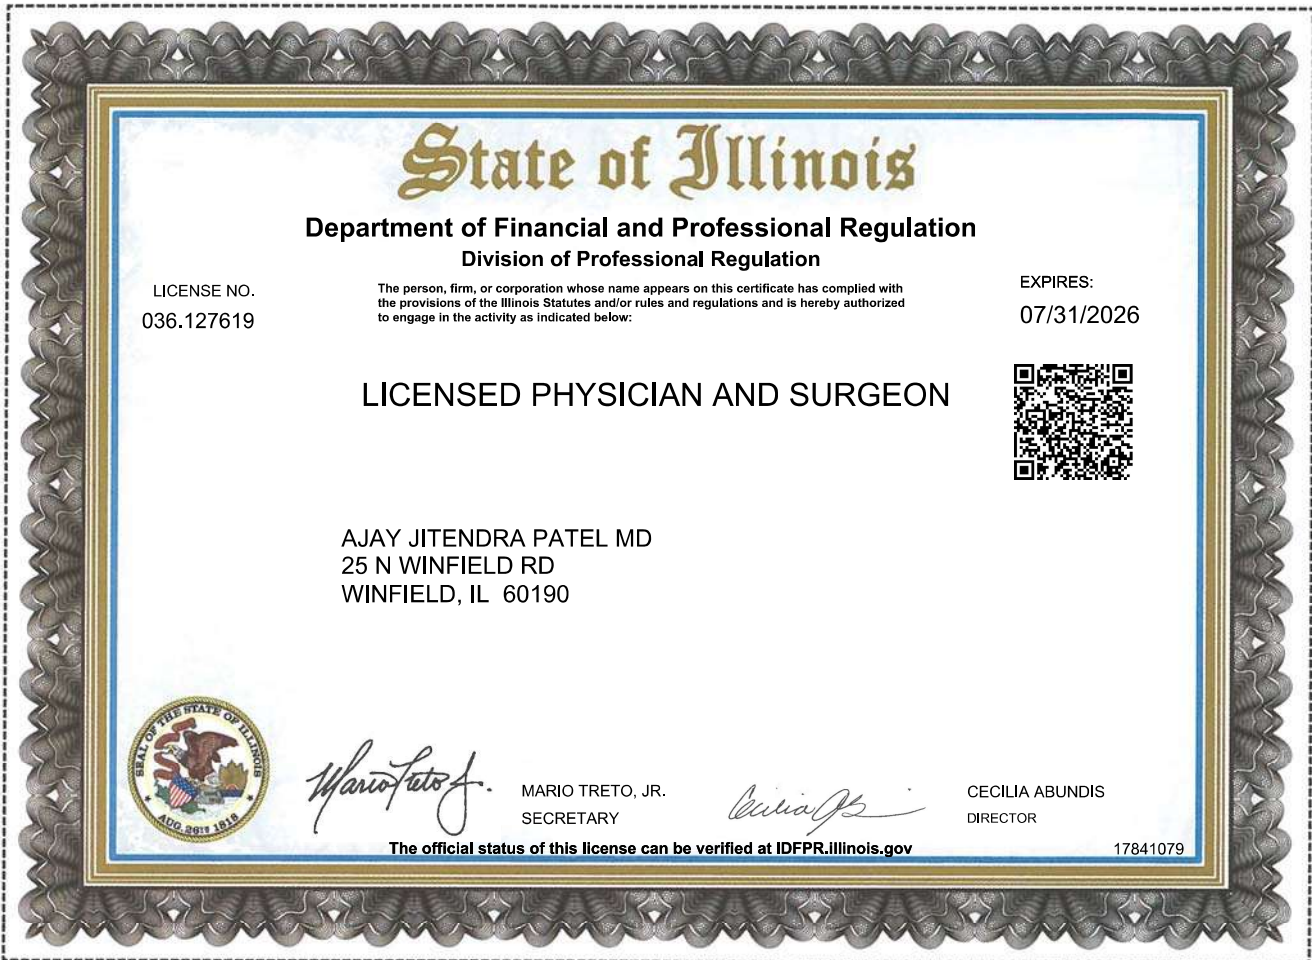 State of Illinois
Department of Financial and Professional Regulation
Division of Professional Regulation
LICENSE NO.
036.127619
The person, firm, or corporation whose name appears on this certificate has complied with
the provisions of the Illinois Statutes and/or rules and regulations and is hereby authorized
to engage in the activity as indicated below:
EXPIRES:
07/31/2026
LICENSED PHYSICIAN AND SURGEON
AJAY JITENDRA PATEL MD
25 N WINFIELD RD
WINFIELD, IL  60190
SEAL OF THE STATE OF ILLINOIS
AUG. 26TH 1818
Mario Treto Jr.
MARIO TRETO, JR.
SECRETARY
CECILIA ABUNDIS
DIRECTOR
The official status of this license can be verified at IDFPR.illinois.gov
17841079